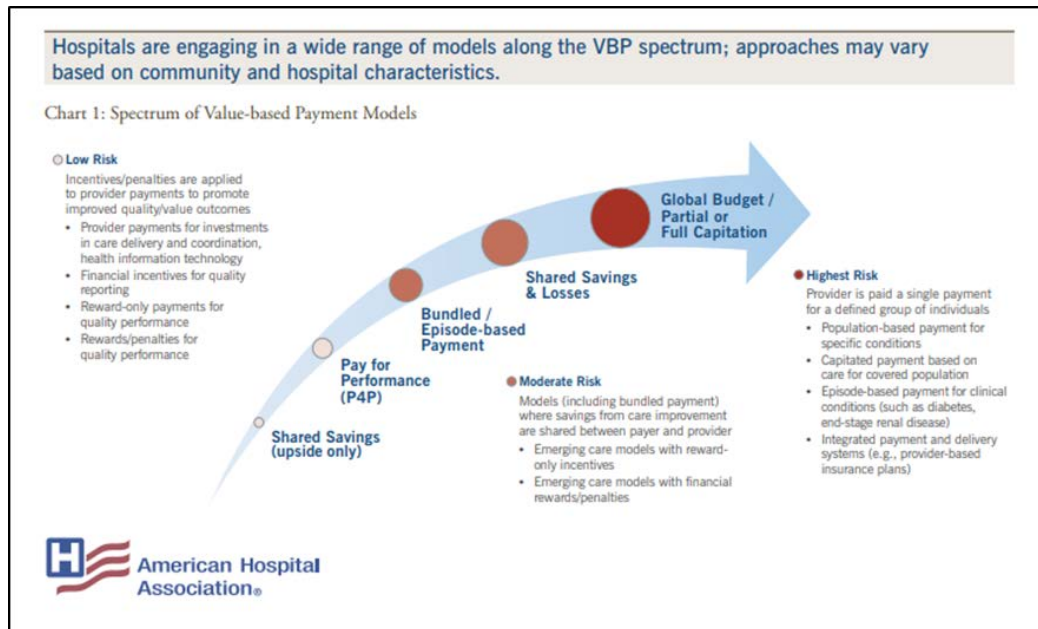 Hospitals are engaging in a wide range of models along the VBP spectrum; approaches may vary
based on community and hospital characteristics.
Chart 1: Spectrum of Value-based Payment Models
Low Risk
Incentives/penalties are applied
to provider payments to promote
improved quality/value outcomes
• Provider payments for investments
in care delivery and coordination,
health information technology
• Financial incentives for quality
reporting
• Reward-only payments for
quality performance
• Rewards/penalties for
quality performance
Shared Savings
(upside only)
Pay for
Performance
(P4P)
Bundled /
Episode-based
Payment
Shared Savings
& Losses
Global Budget /
Partial or
Full Capitation
Moderate Risk
Models (including bundled payment)
where savings from care improvement
are shared between payer and provider
• Emerging care models with reward-
only incentives
• Emerging care models with financial
rewards/penalties
Highest Risk
Provider is paid a single payment
for a defined group of individuals
• Population-based payment for
specific conditions
• Capitated payment based on
care for covered population
• Episode-based payment for clinical
conditions (such as diabetes,
end-stage renal disease)
• Integrated payment and delivery
systems (e.g., provider-based
insurance plans)
H
American Hospital
Association®